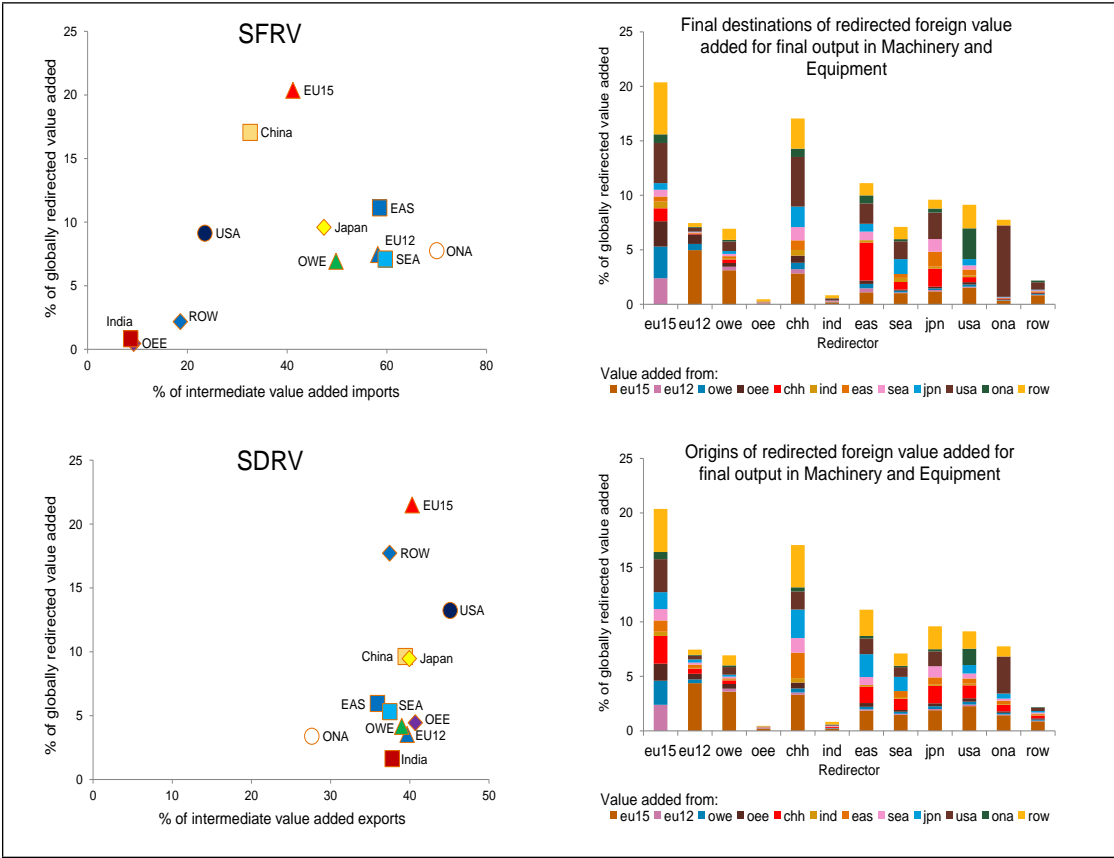 SFRV
% of globally redirected value added
25
20
15
10
5
0
EU15
China
EAS
Japan
USA
EU12
OWE
SEA
ONA
ROW
India
OEE
0 20 40 60 80
% of intermediate value added imports
Final destinations of redirected foreign value
added for final output in Machinery and
Equipment
% of globally redirected value added
25
20
15
10
5
0
eu15 eu12 owe oee chh ind eas sea jpn usa ona row
Redirector
Value added from:
eu15 eu12 owe oee chh ind eas sea jpn usa ona row
SDRV
% of globally redirected value added
25
20
15
10
5
0
EU15
ROW
USA
China
Japan
EAS
SEA
OWE
OEE
EU12
ONA
India
0 10 20 30 40 50
% of intermediate value added exports
Origins of redirected foreign value added for
final output in Machinery and Equipment
% of globally redirected value added
25
20
15
10
5
0
eu15 eu12 owe oee chh ind eas sea jpn usa ona row
Redirector
Value added from:
eu15 eu12 owe oee chh ind eas sea jpn usa ona row